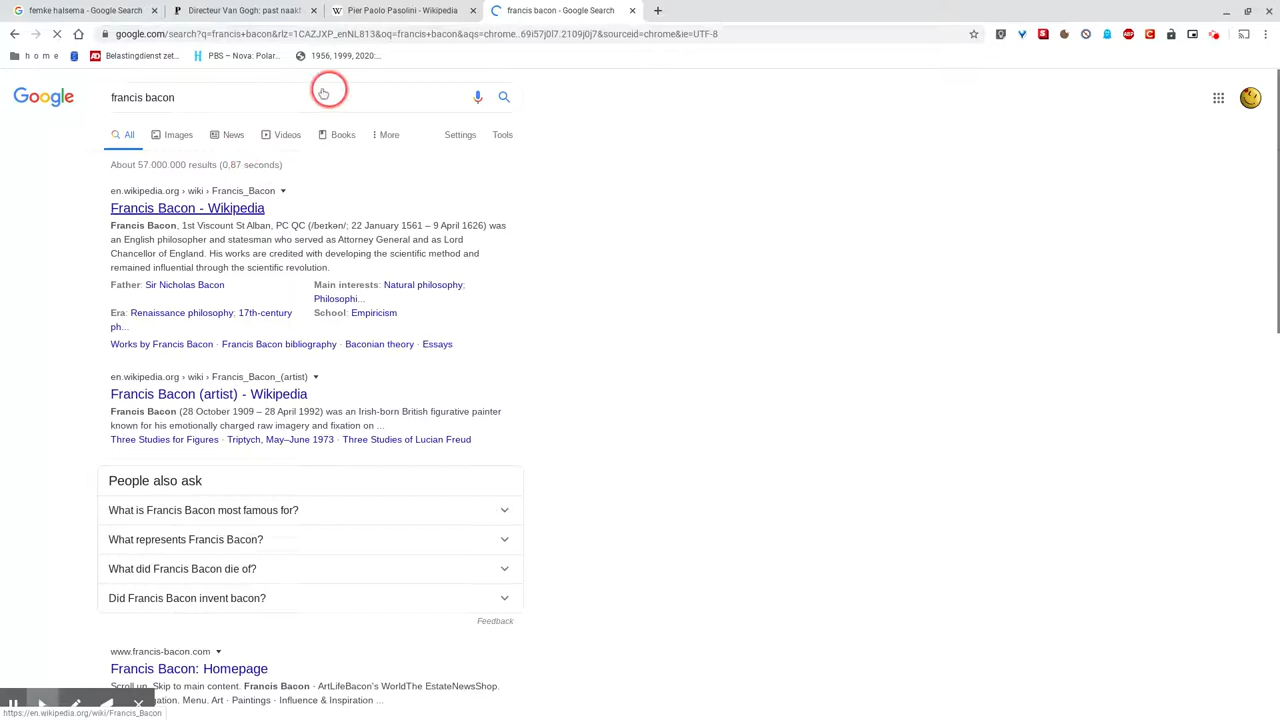 femke halsema - Google Search
Directeur Van Gogh: past naakt
Pier Paolo Pasolini - Wikipedia
francis bacon - Google Search
google.com/search?q=francis+bacon&rlz=1CAZJXP_enNL813&oq=francis+bacon&aqs=chrome..69i57j0l7.2109j0j7&sourceid=chrome&ie=UTF-8
h o m e
AD Belastingdienst zet...
PBS – Nova: Polar...
1956, 1999, 2020:...
Google
francis bacon
All
Images
News
Videos
Books
More
Settings
Tools
About 57.000.000 results (0,87 seconds)
en.wikipedia.org › wiki › Francis_Bacon
Francis Bacon - Wikipedia
Francis Bacon, 1st Viscount St Alban, PC QC (/beɪkən/; 22 January 1561 – 9 April 1626) was
an English philosopher and statesman who served as Attorney General and as Lord
Chancellor of England. His works are credited with developing the scientific method and
remained influential through the scientific revolution.
Father: Sir Nicholas Bacon
Main interests: Natural philosophy;
Philosophi...
Era: Renaissance philosophy; 17th-century
ph...
School: Empiricism
Works by Francis Bacon · Francis Bacon bibliography · Baconian theory · Essays
en.wikipedia.org › wiki › Francis_Bacon_(artist)
Francis Bacon (artist) - Wikipedia
Francis Bacon (28 October 1909 – 28 April 1992) was an Irish-born British figurative painter
known for his emotionally charged raw imagery and fixation on ...
Three Studies for Figures · Triptych, May–June 1973 · Three Studies of Lucian Freud
People also ask
What is Francis Bacon most famous for?
What represents Francis Bacon?
What did Francis Bacon die of?
Did Francis Bacon invent bacon?
Feedback
www.francis-bacon.com
Francis Bacon: Homepage
Scroll up. Skip to main content. Francis Bacon · ArtLifeBacon's WorldThe EstateNewsShop.
Menu. Art · Paintings · Influence & Inspiration ...
https://en.wikipedia.org/wiki/Francis_Bacon